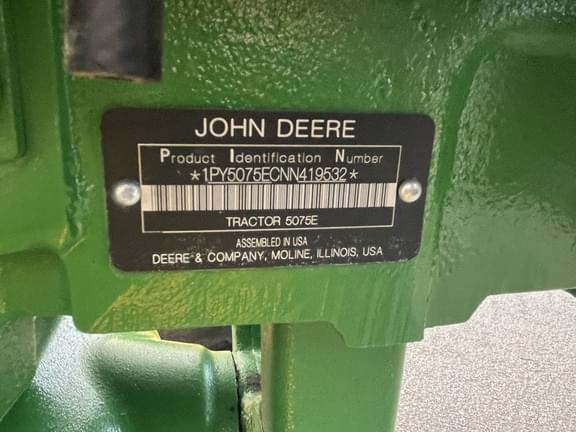 JOHN DEERE
Product Identification Number
*1PY5075ECNN419532*
TRACTOR 5075E
ASSEMBLED IN USA
DEERE & COMPANY, MOLINE, ILLINOIS, USA